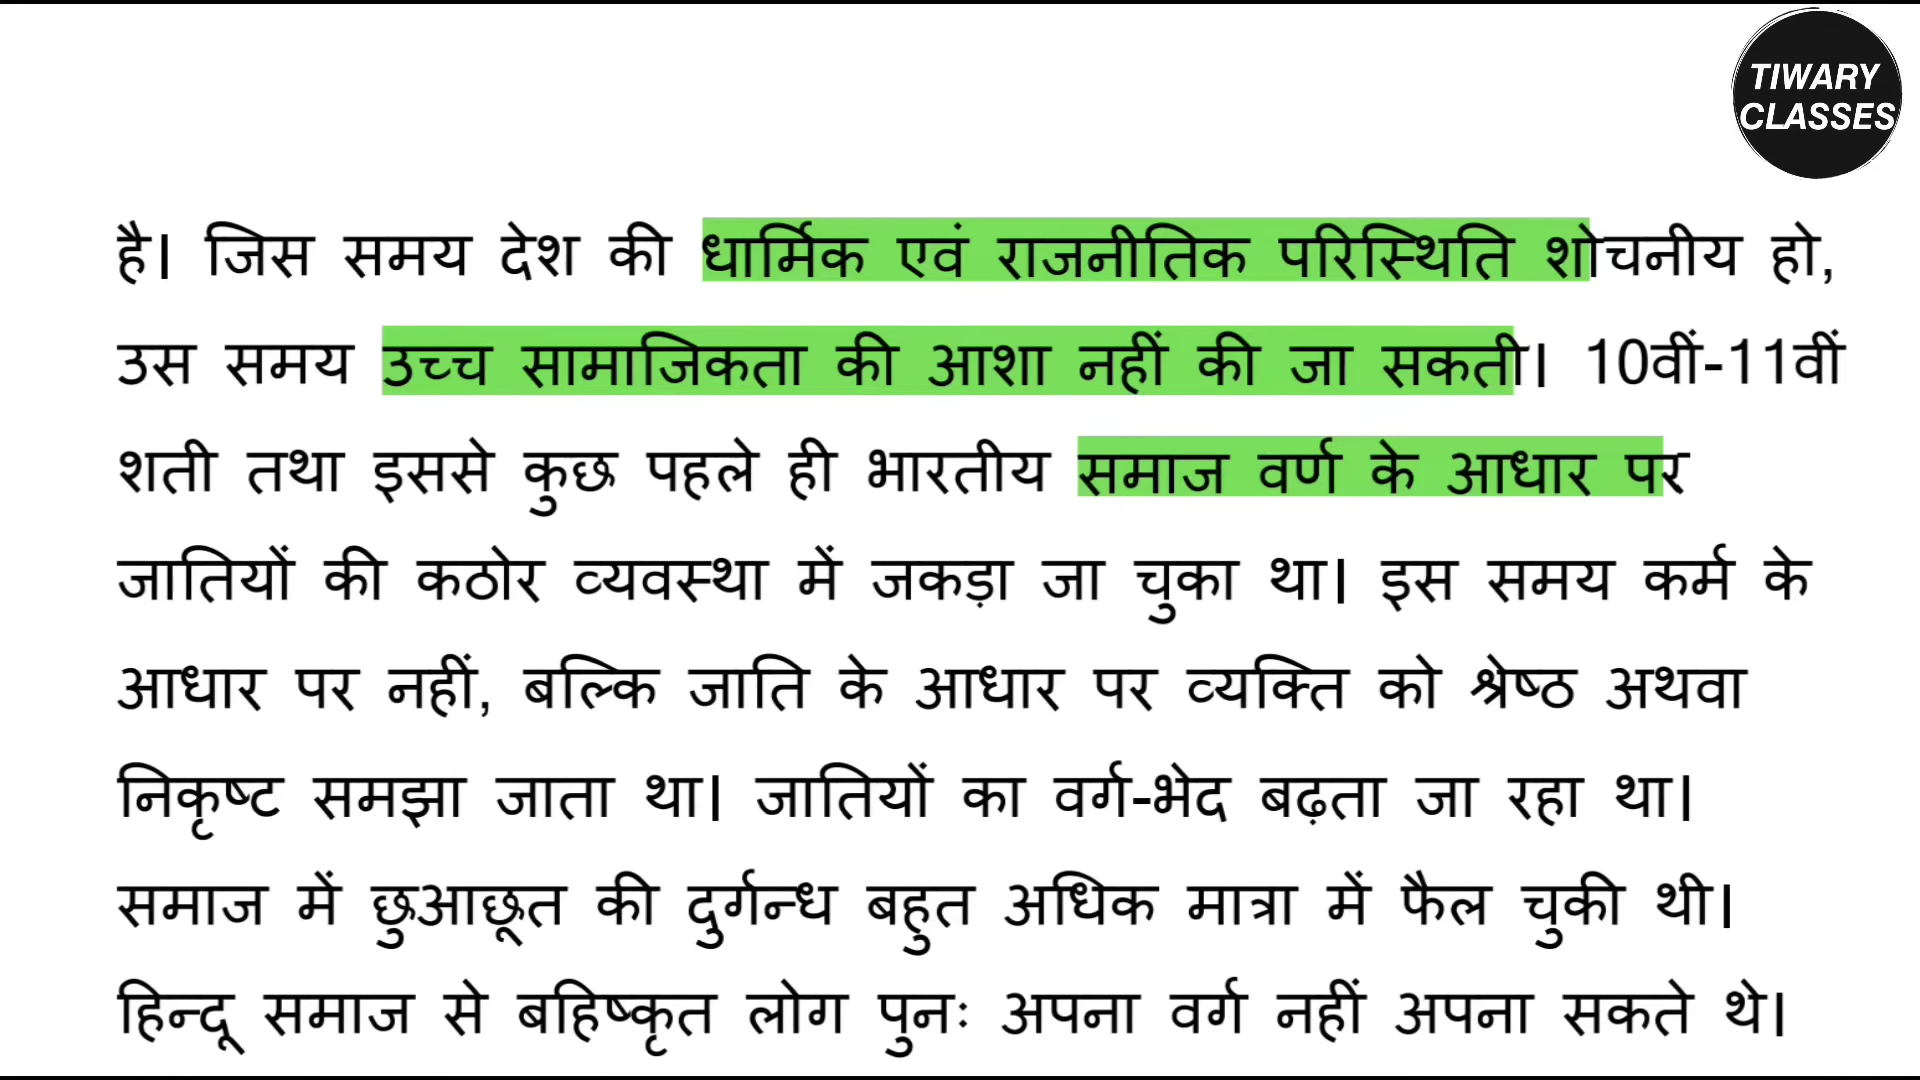 TIWARY
CLASSES
है। जिस समय देश की धार्मिक एवं राजनीतिक परिस्थिति शोचनीय हो,
उस समय उच्च सामाजिकता की आशा नहीं की जा सकती। 10वीं-11वीं
शती तथा इससे कुछ पहले ही भारतीय समाज वर्ण के आधार पर
जातियों की कठोर व्यवस्था में जकड़ा जा चुका था। इस समय कर्म के
आधार पर नहीं, बल्कि जाति के आधार पर व्यक्ति को श्रेष्ठ अथवा
निकृष्ट समझा जाता था। जातियों का वर्ग-भेद बढ़ता जा रहा था।
समाज में छुआछूत की दुर्गन्ध बहुत अधिक मात्रा में फैल चुकी थी।
हिन्दू समाज से बहिष्कृत लोग पुनः अपना वर्ग नहीं अपना सकते थे।